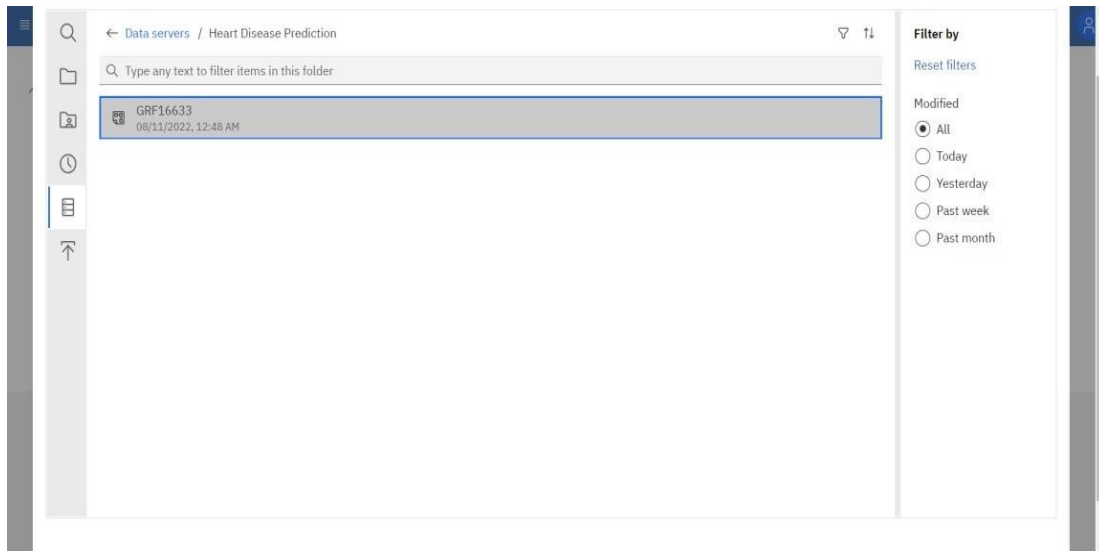 ← Data servers / Heart Disease Prediction
Type any text to filter items in this folder
GRF16633
08/11/2022, 12:48 AM
Filter by
Reset filters
Modified
All
Today
Yesterday
Past week
Past month